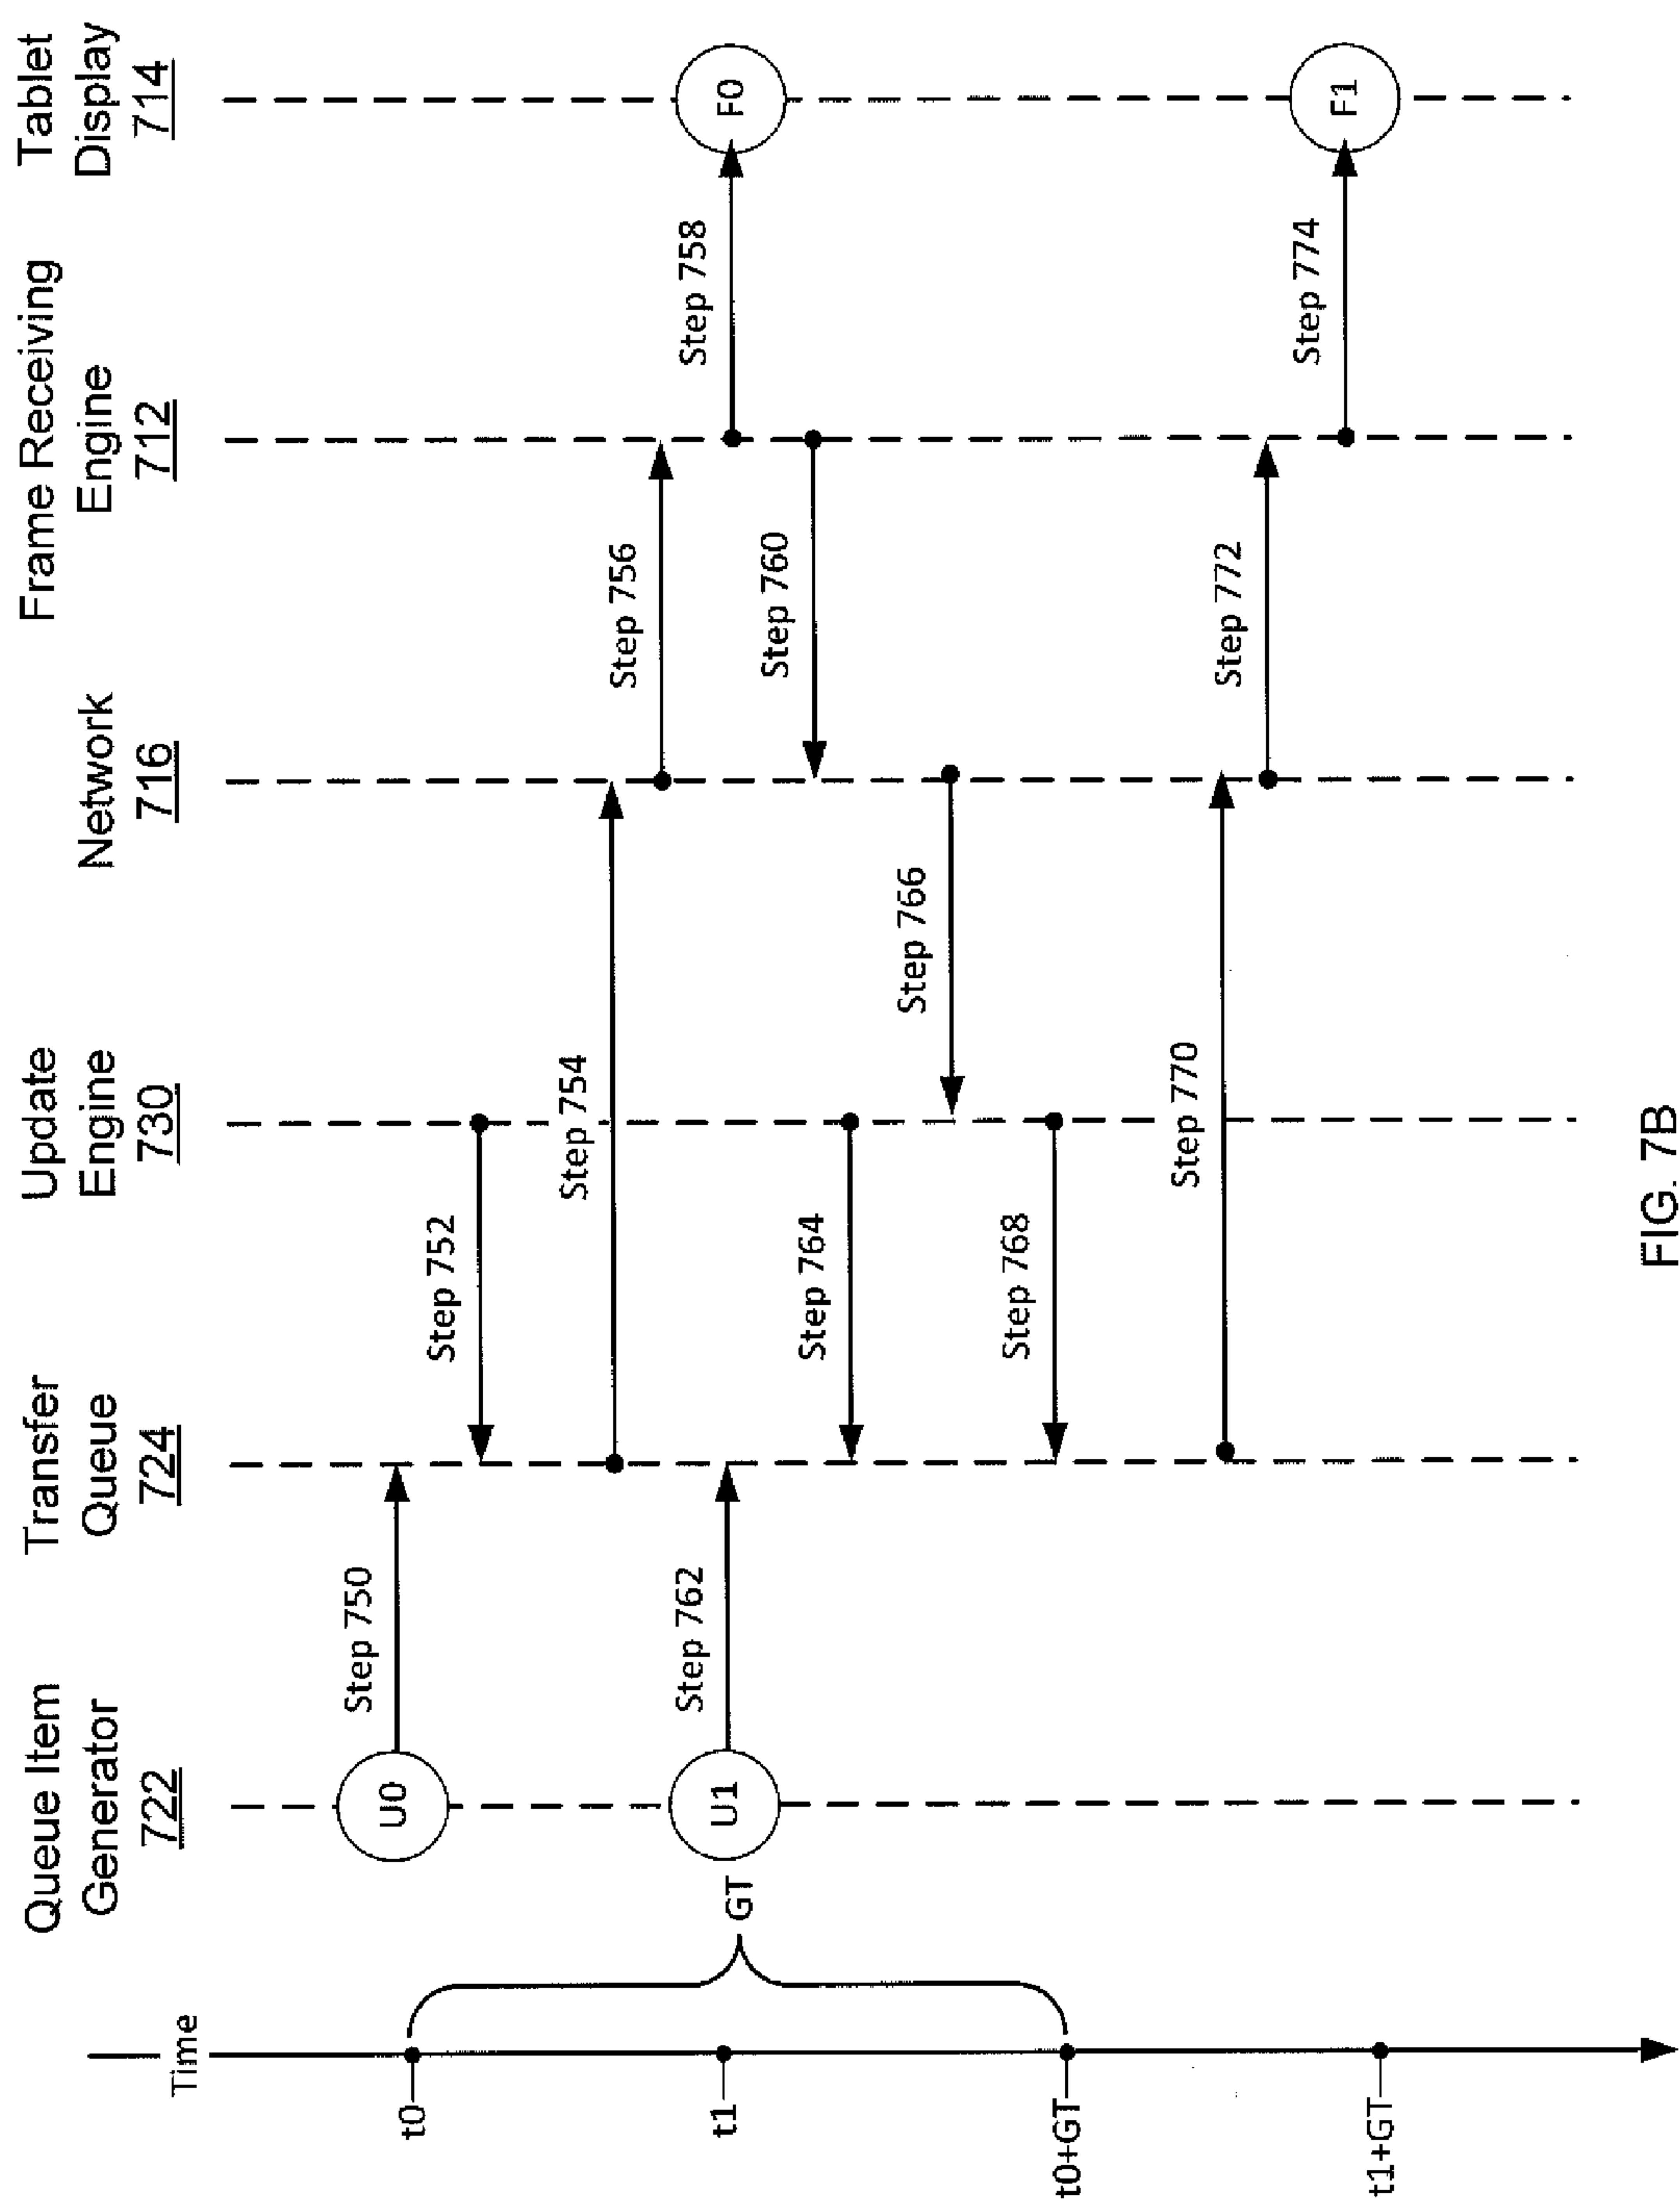 Time
Queue Item
Generator
722
Transfer
Queue
724
Update
Engine
730
Network
716
Frame Receiving
Engine
712
Tablet
Display
714
t0
U0
Step 750
Step 752
Step 754
Step 756
t1
GT
U1
Step 762
Step 758
F0
Step 760
Step 764
Step 766
t0+GT
Step 768
Step 770
Step 772
t1+GT
Step 774
F1
FIG. 7B